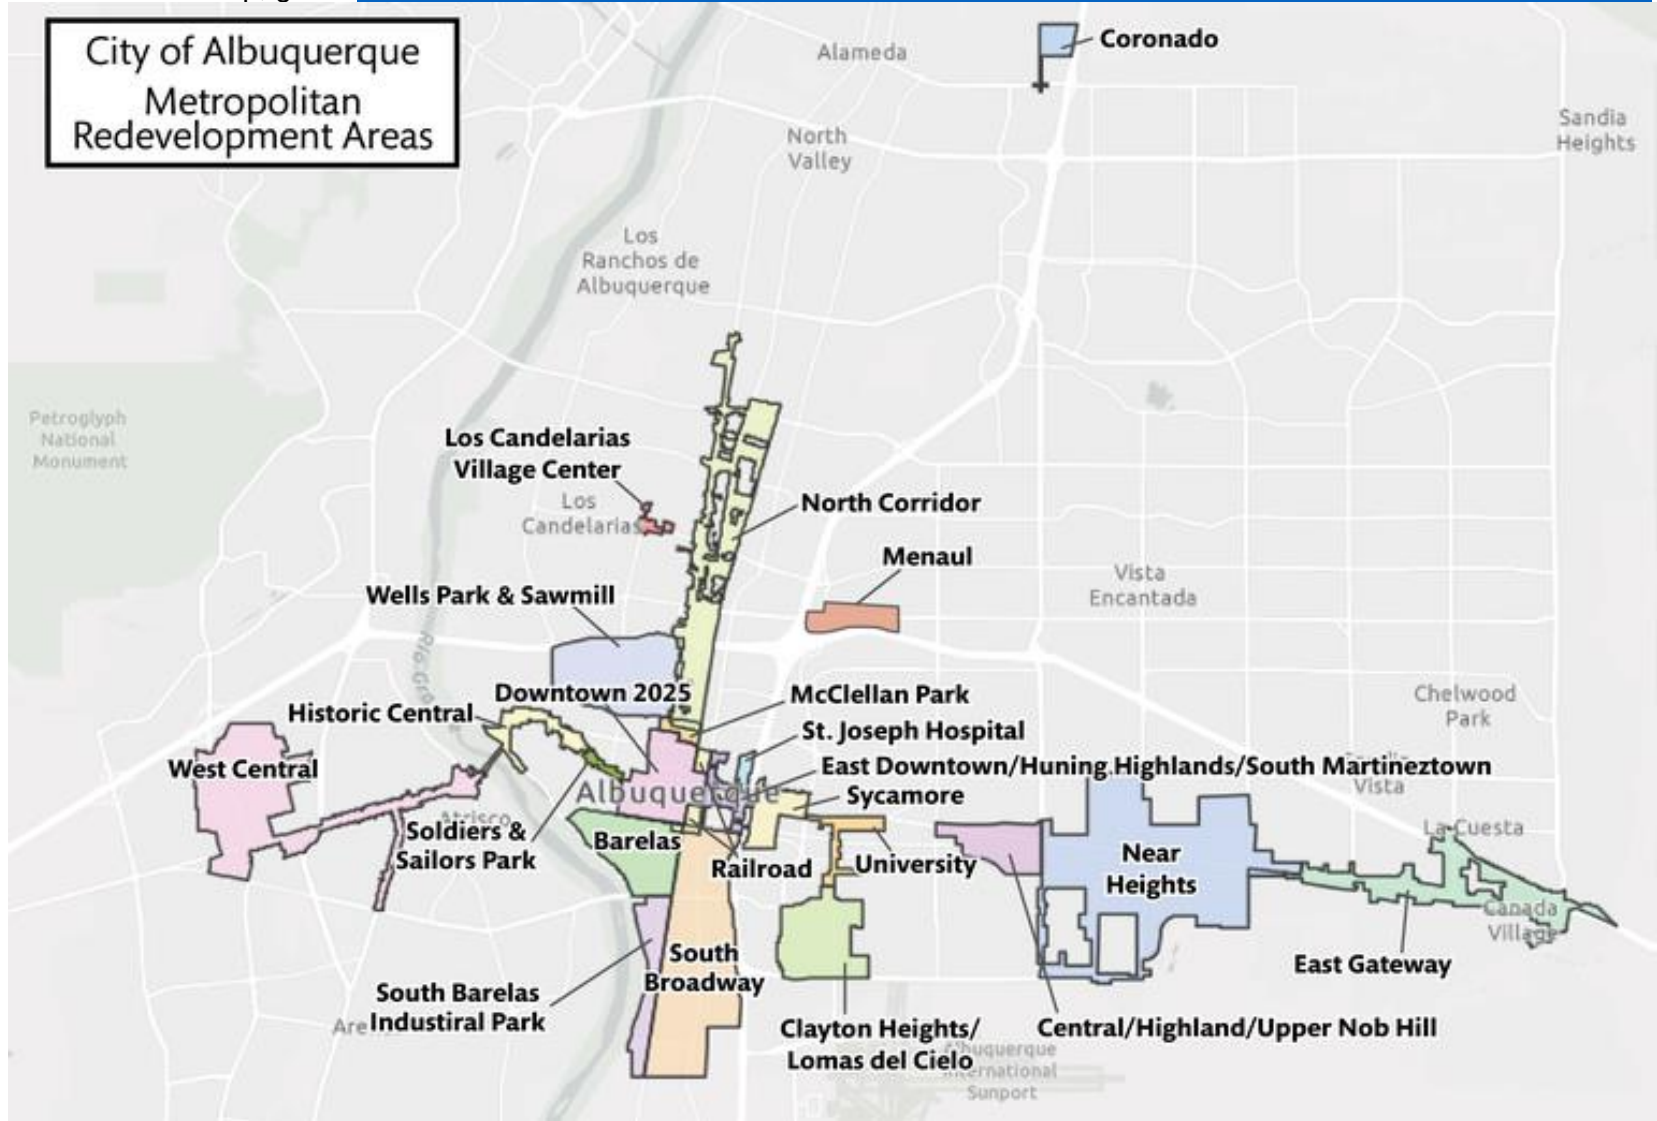 City of Albuquerque
Metropolitan
Redevelopment Areas
Coronado
Alameda
North
Valley
Sandia
Heights
Los
Ranchos de
Albuquerque
Petroglyph
National
Monument
Los Candelarias
Village Center
Los
Candelarias
North Corridor
Menaul
Vista
Encantada
Wells Park & Sawmill
Downtown 2025
McClellan Park
Chelwood
Park
Historic Central
St. Joseph Hospital
West Central
East Downtown/Huning Highlands/South Martineztown
Vista
Albuquerque
Sycamore
Atrisco
Soldiers &
Sailors Park
Barelas
Railroad
University
Near
Heights
La Cuesta
Canada
Village
East Gateway
South
Broadway
South Barelas
Industiral Park
Clayton Heights/
Lomas del Cielo
Central/Highland/Upper Nob Hill
Albuquerque
International
Sunport